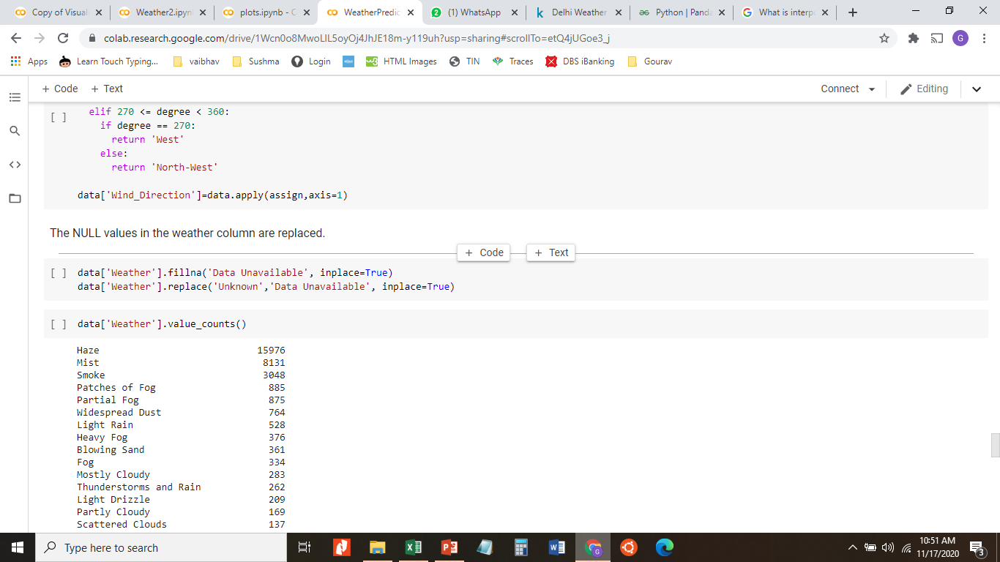 Copy of Visuali
Weather2.ipyn
plots.ipynb - C
WeatherPredic
(1) WhatsApp
Delhi Weather
Python | Panda
What is interpo
colab.research.google.com/drive/1Wcn0o8MwoLlL5oyOj4JhJE18m-y119uh?usp=sharing#scrollTo=etQ4jUGoe3_j
G
Apps
Learn Touch Typing...
vaibhav
Sushma
Login
HTML Images
TIN
Traces
DBS iBanking
Gourav
+ Code + Text
Connect
Editing
[ ] elif 270 <= degree < 360:
if degree == 270:
return 'West'
else:
return 'North-West'
data['Wind_Direction']=data.apply(assign,axis=1)
The NULL values in the weather column are replaced.
+ Code + Text
[ ] data['Weather'].fillna('Data Unavailable', inplace=True)
data['Weather'].replace('Unknown','Data Unavailable', inplace=True)
[ ] data['Weather'].value_counts()
Haze 15976
Mist 8131
Smoke 3048
Patches of Fog 885
Partial Fog 875
Widespread Dust 764
Light Rain 528
Heavy Fog 376
Blowing Sand 361
Fog 334
Mostly Cloudy 283
Thunderstorms and Rain 262
Light Drizzle 209
Partly Cloudy 169
Scattered Clouds 137
Type here to search
10:51 AM
11/17/2020
3